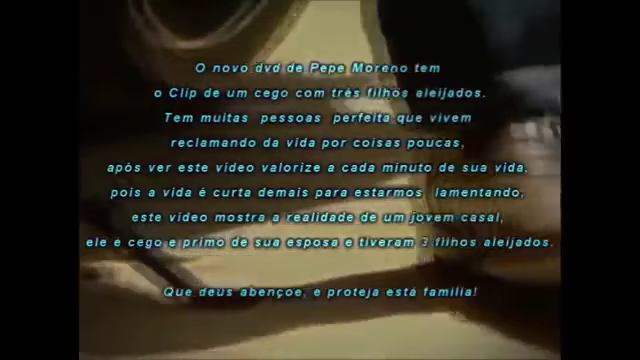 O novo dvd de Pepe Moreno tem
o Clip de um cego com três filhos aleijados.
Tem muitas pessoas perfeita que vivem
reclamando da vida por coisas poucas,
após ver este video valorize a cada minuto de sua vida,
pois a vida é curta demais para estarmos lamentando,
este vídeo mostra a realidade de um jovem casal,
ele é cego e primo de sua esposa e tiveram 3 filhos aleijados.
Que deus abençoe, e proteja está familia!